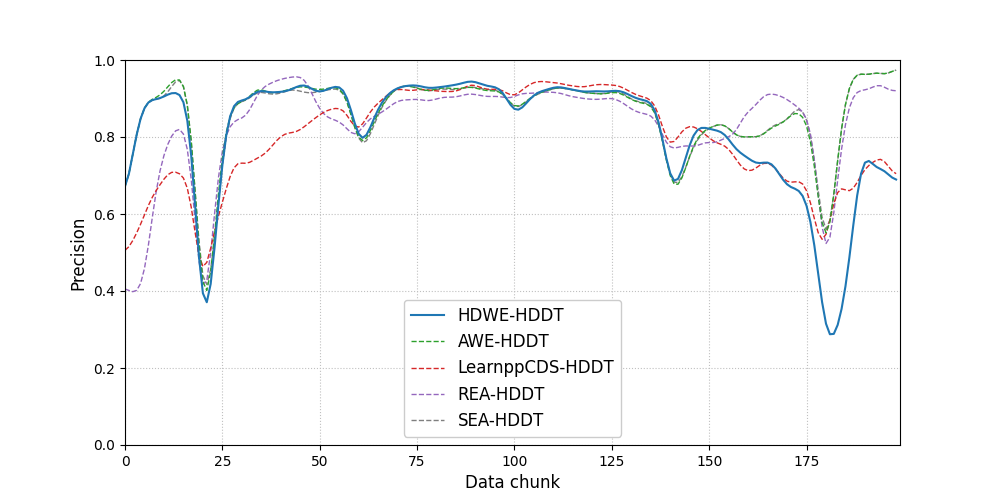 1.0
0.8
0.6
0.4
0.2
0.0
Precision
0 25 50 75 100 125 150 175
Data chunk
HDWE-HDDT
AWE-HDDT
LearnppCDS-HDDT
REA-HDDT
SEA-HDDT